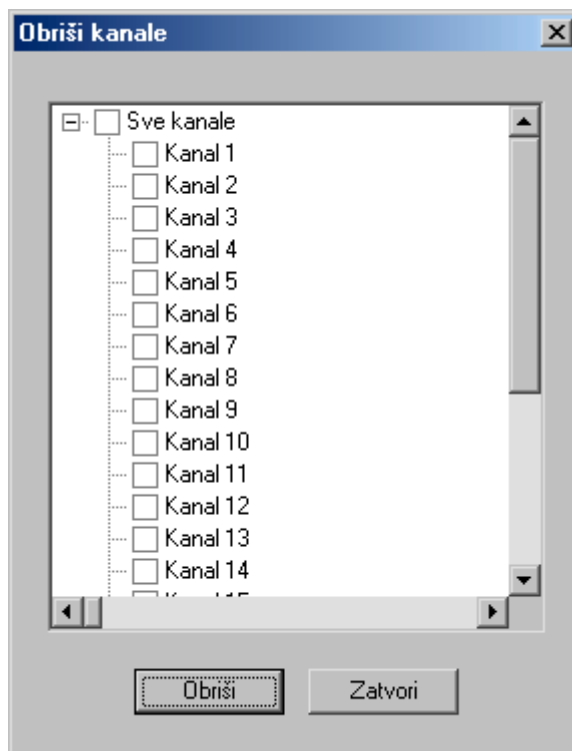 Obriši kanale
Sve kanale
Kanal 1
Kanal 2
Kanal 3
Kanal 4
Kanal 5
Kanal 6
Kanal 7
Kanal 8
Kanal 9
Kanal 10
Kanal 11
Kanal 12
Kanal 13
Kanal 14
Obriši Zatvori